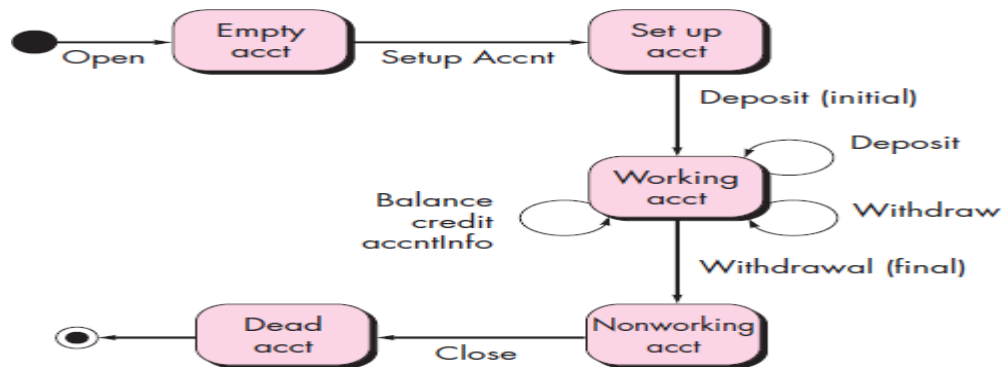 Empty
acct
Open
Setup Accnt
Set up
acct
Deposit (initial)
Deposit
Working
acct
Balance
credit
accntInfo
Withdraw
Withdrawal (final)
Dead
acct
Close
Nonworking
acct